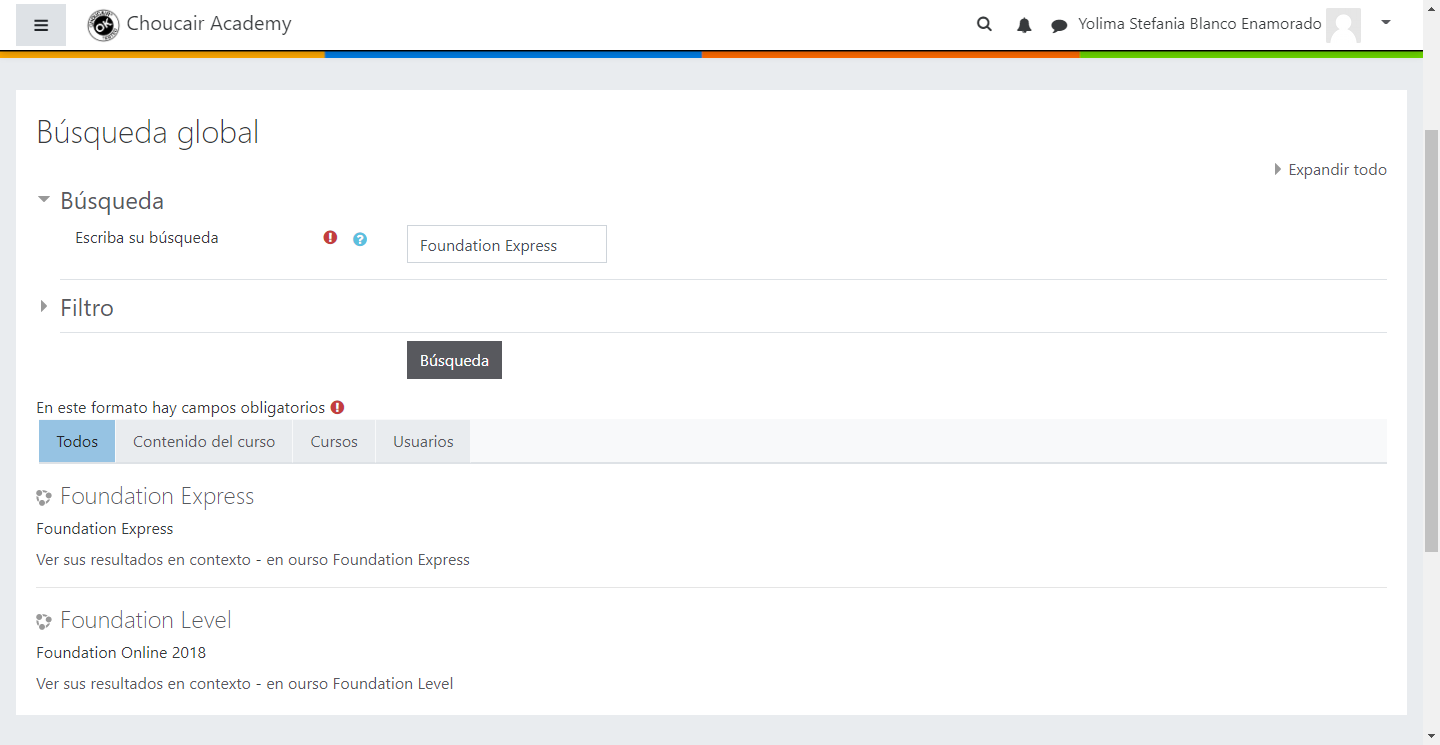 Choucair Academy
Yolima Stefania Blanco Enamorado
Búsqueda global
Expandir todo
Búsqueda
Escriba su búsqueda
Foundation Express
Filtro
Búsqueda
En este formato hay campos obligatorios
Todos Contenido del curso Cursos Usuarios
Foundation Express
Foundation Express
Ver sus resultados en contexto - en ourso Foundation Express
Foundation Level
Foundation Online 2018
Ver sus resultados en contexto - en ourso Foundation Level